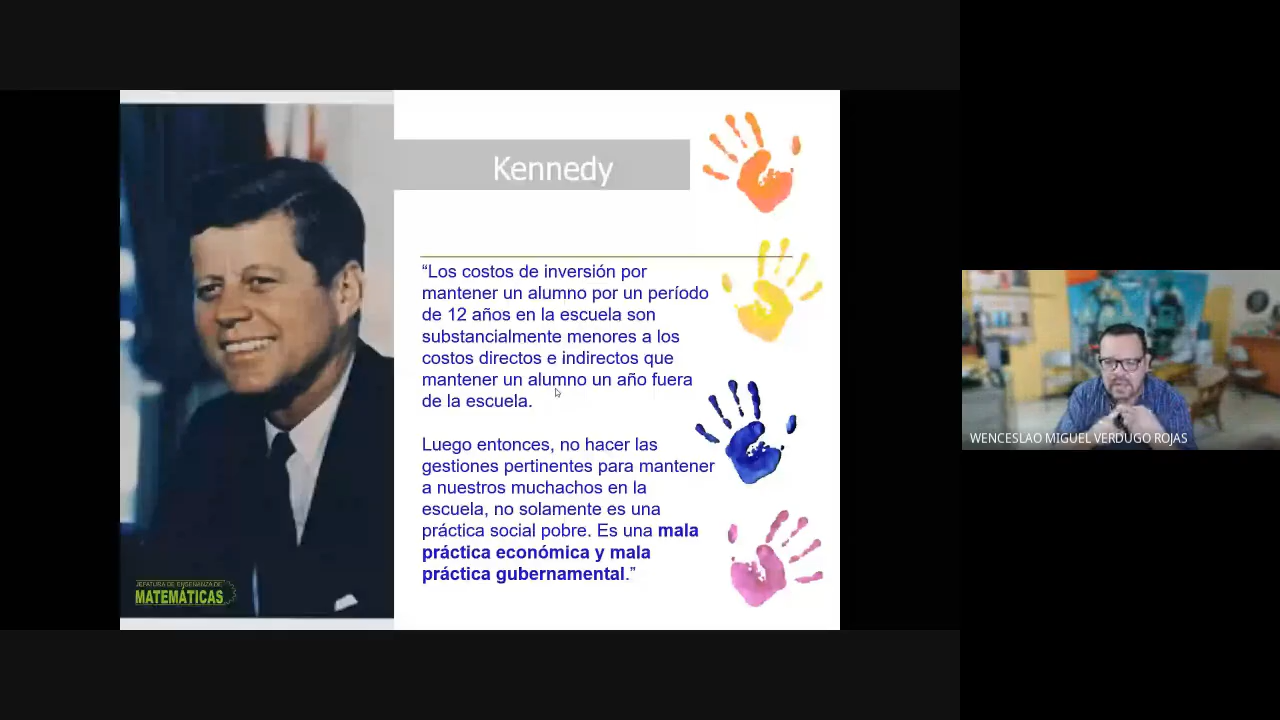 Kennedy
“Los costos de inversión por
mantener un alumno por un período
de 12 años en la escuela son
substancialmente menores a los
costos directos e indirectos que
mantener un alumno un año fuera
de la escuela.
Luego entonces, no hacer las
gestiones pertinentes para mantener
a nuestros muchachos en la
escuela, no solamente es una
práctica social pobre. Es una mala
práctica económica y mala
práctica gubernamental.”
JEFATURA DE ENSEÑANZA DE
MATEMÁTICAS
WENCESLAO MIGUEL VERDUGO ROJAS